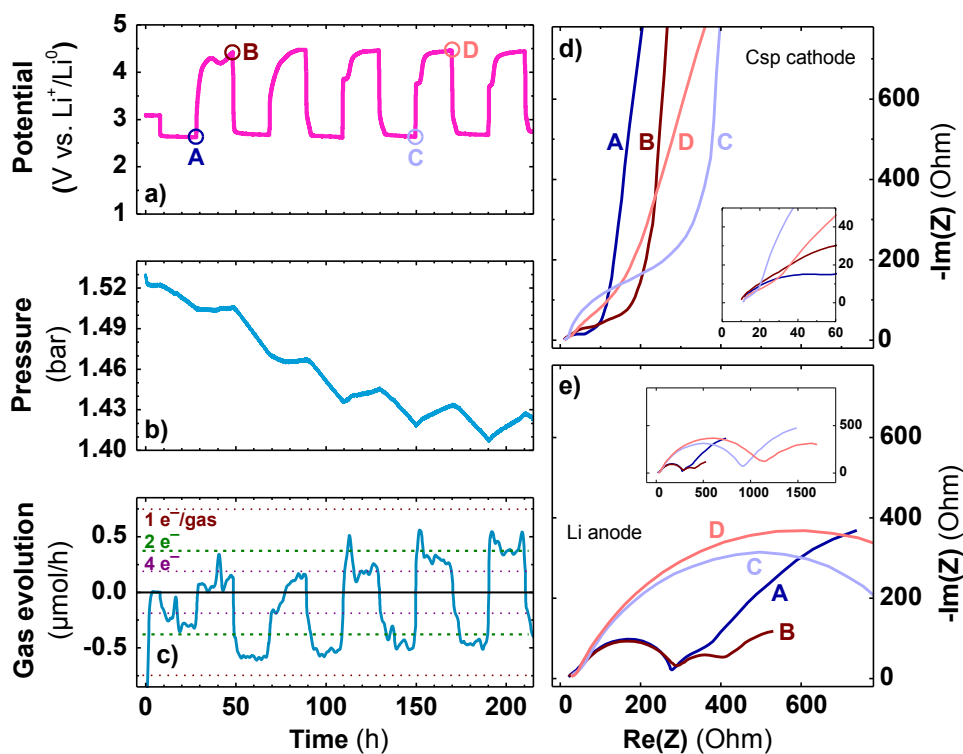 5
4
3
2
1
Potential
(V vs. Li⁺/Li⁰)
A
B
C
D
a)
1.52
1.49
1.46
1.43
1.40
Pressure
(bar)
b)
0.5
0.0
-0.5
Gas evolution
(µmol/h)
1 e⁻/gas
2 e⁻
4 e⁻
c)
0 50 100 150 200
Time (h)
d)
Csp cathode
A
B
D
C
-600
-400
-200
0
-Im(Z) (Ohm)
40
20
0
20 40 60
e)
Li anode
500
0
0 500 1000 1500
D
C
A
B
-600
-400
-200
0
-Im(Z) (Ohm)
0 200 400 600
Re(Z) (Ohm)